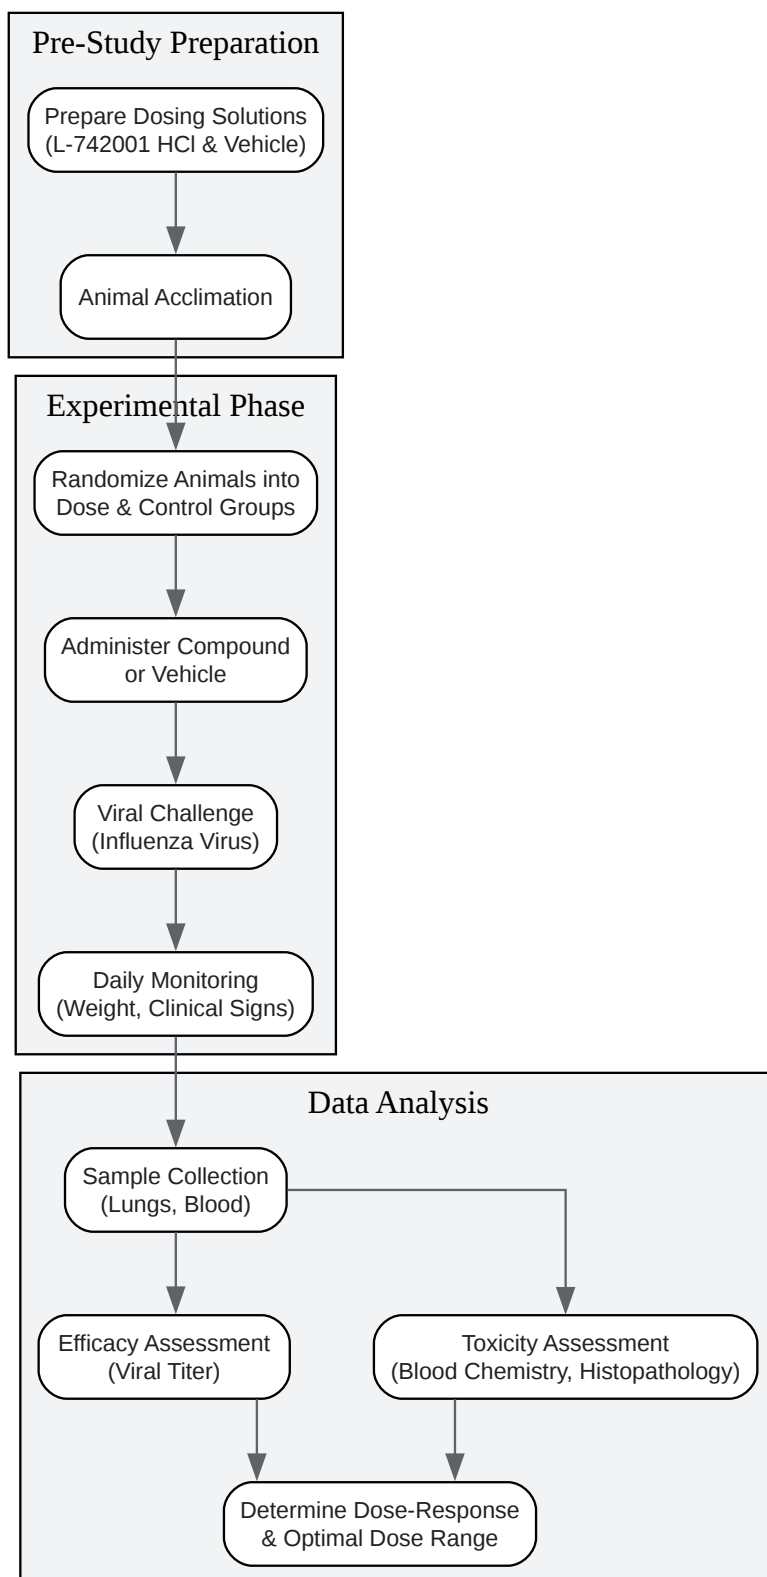 Pre-Study Preparation
Prepare Dosing Solutions
(L-742001 HCl & Vehicle)
Animal Acclimation
Experimental Phase
Randomize Animals into
Dose & Control Groups
Administer Compound
or Vehicle
Viral Challenge
(Influenza Virus)
Daily Monitoring
(Weight, Clinical Signs)
Data Analysis
Sample Collection
(Lungs, Blood)
Efficacy Assessment
(Viral Titer)
Toxicity Assessment
(Blood Chemistry, Histopathology)
Determine Dose-Response
& Optimal Dose Range